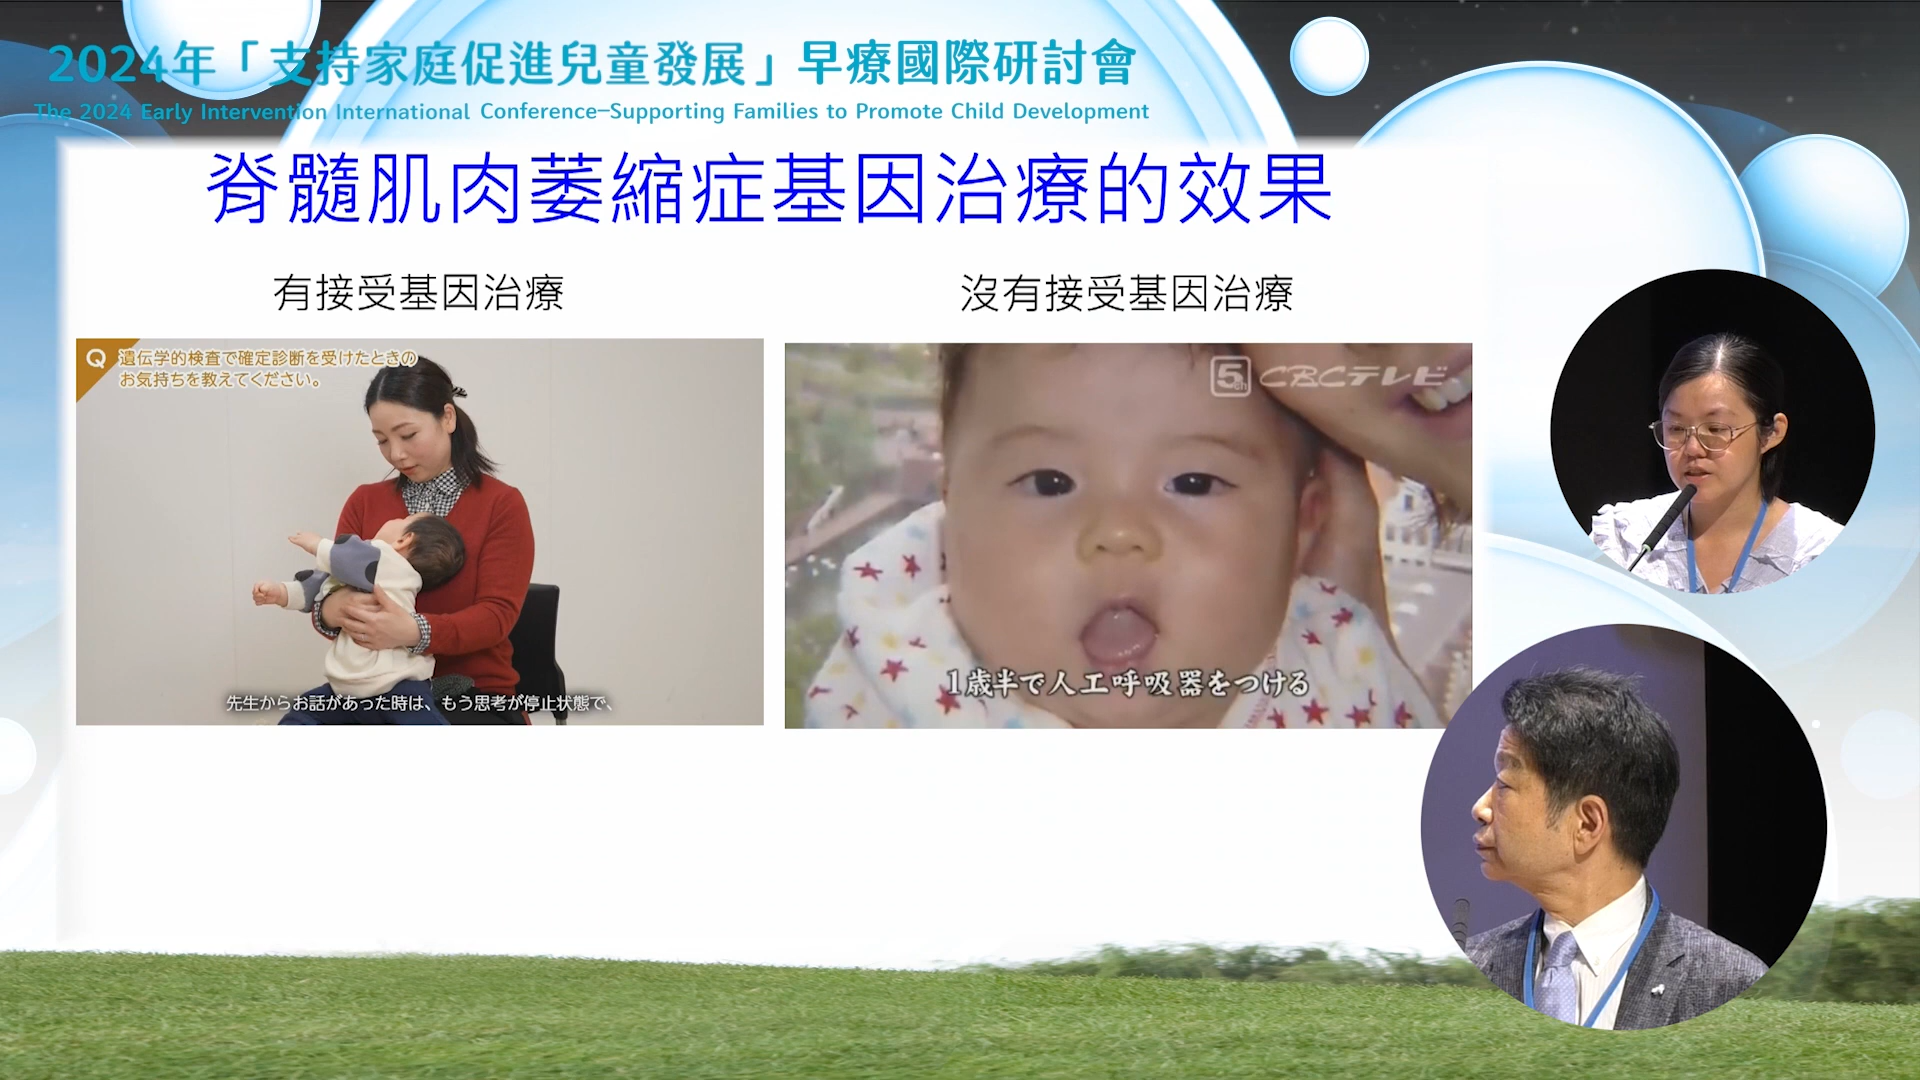 2024年「支持家庭促進兒童發展」早療國際研討會
The 2024 Early Intervention International Conference–Supporting Families to Promote Child Development
脊髓肌肉萎縮症基因治療的效果
有接受基因治療
沒有接受基因治療
Q 遺伝学的検査で確定診断を受けたときの
お気持ちを教えてください。
先生からお話があった時は、もう思考が停止状態で、
5ch CBCテレビ
1歳半で人工呼吸器をつける